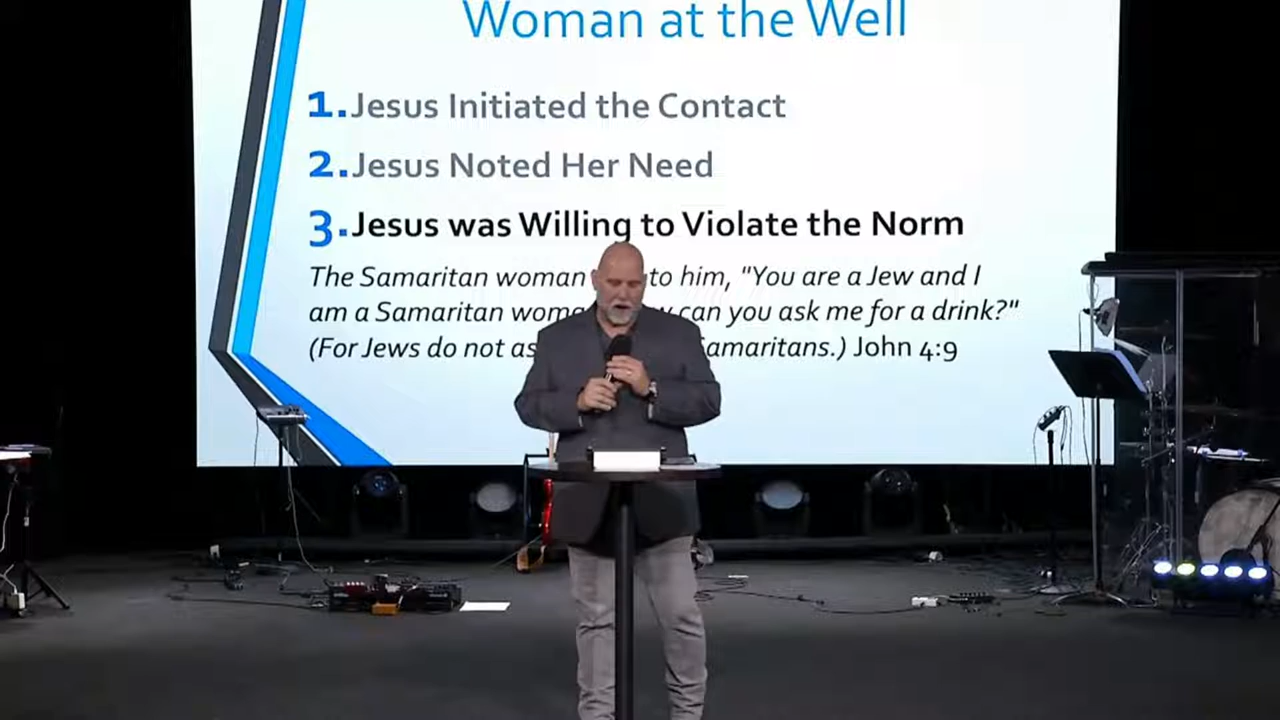 Woman at the Well
1. Jesus Initiated the Contact
2. Jesus Noted Her Need
3. Jesus was Willing to Violate the Norm
The Samaritan woman to him, "You are a Jew and I
am a Samaritan can you ask me for a drink?"
(For Jews do not Samaritans.) John 4:9